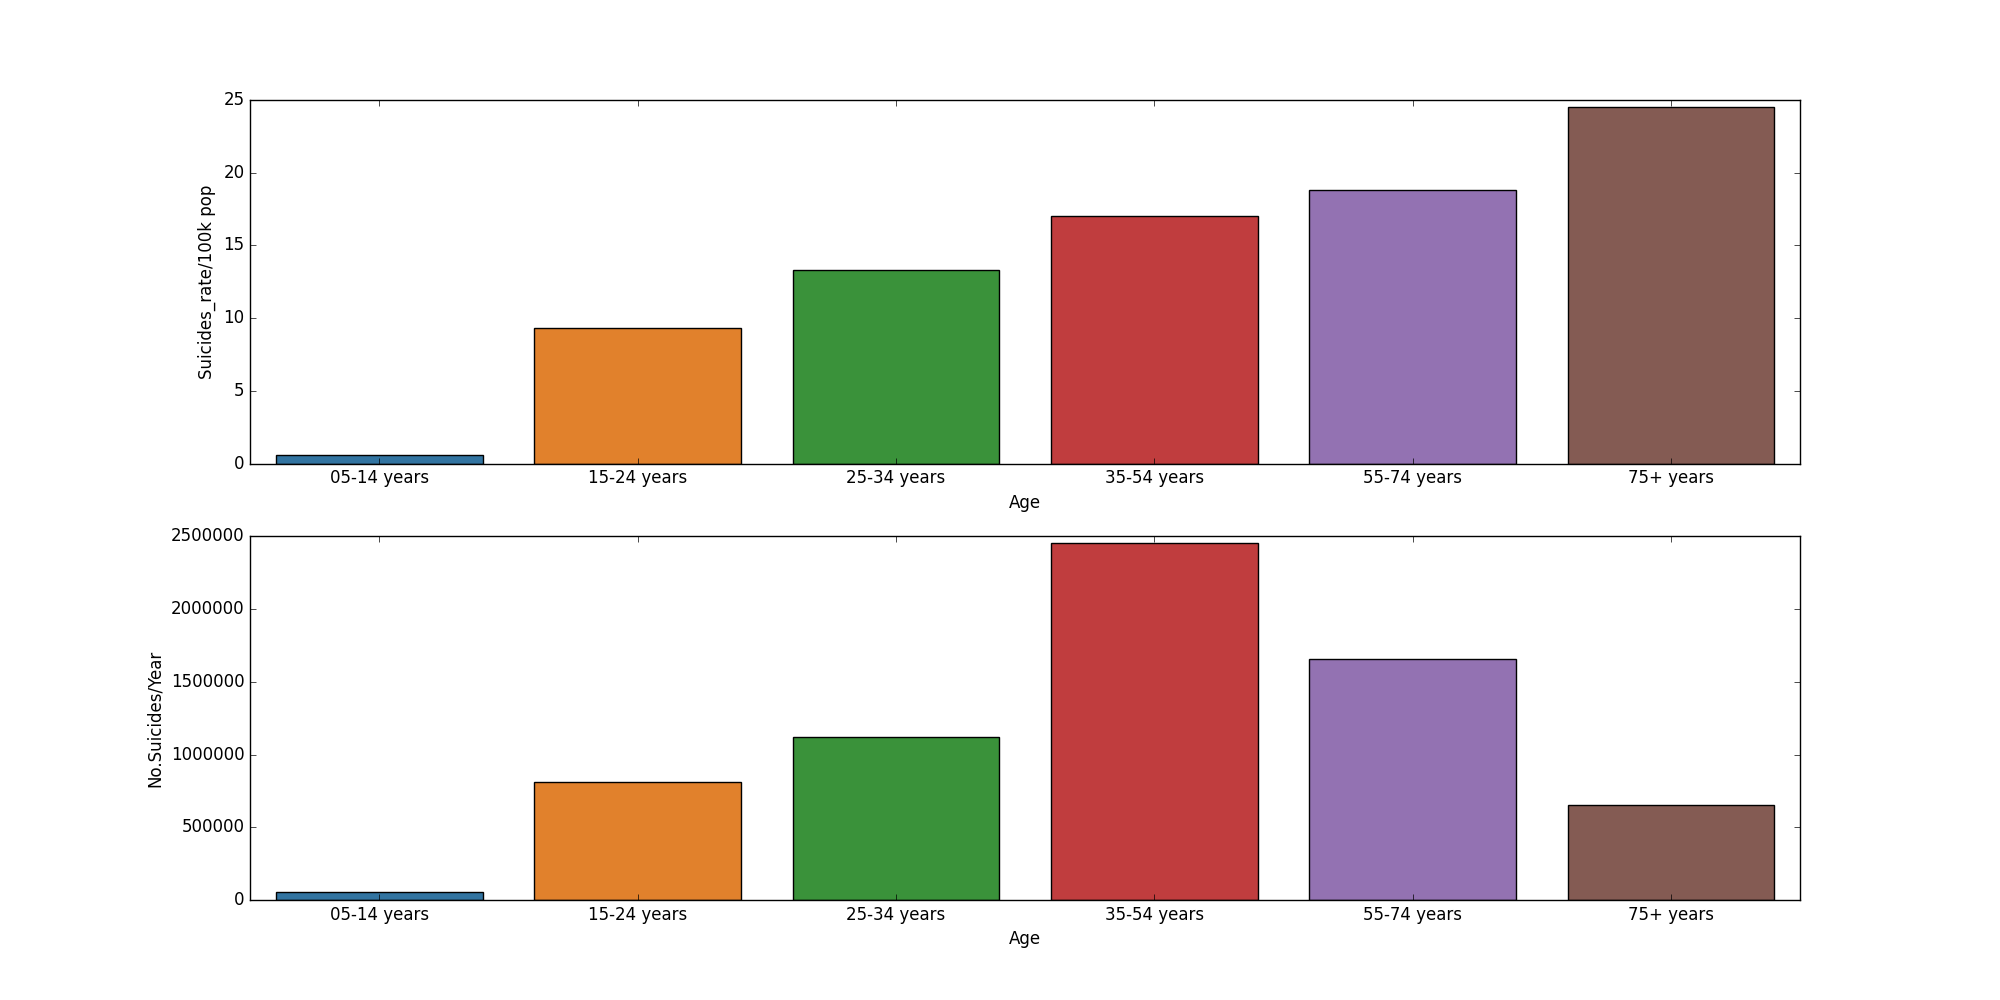 25
20
15
10
5
0
Suicides_rate/100k pop
05-14 years 15-24 years 25-34 years 35-54 years 55-74 years 75+ years
Age
2500000
2000000
1500000
1000000
500000
0
No.Suicides/Year
05-14 years 15-24 years 25-34 years 35-54 years 55-74 years 75+ years
Age